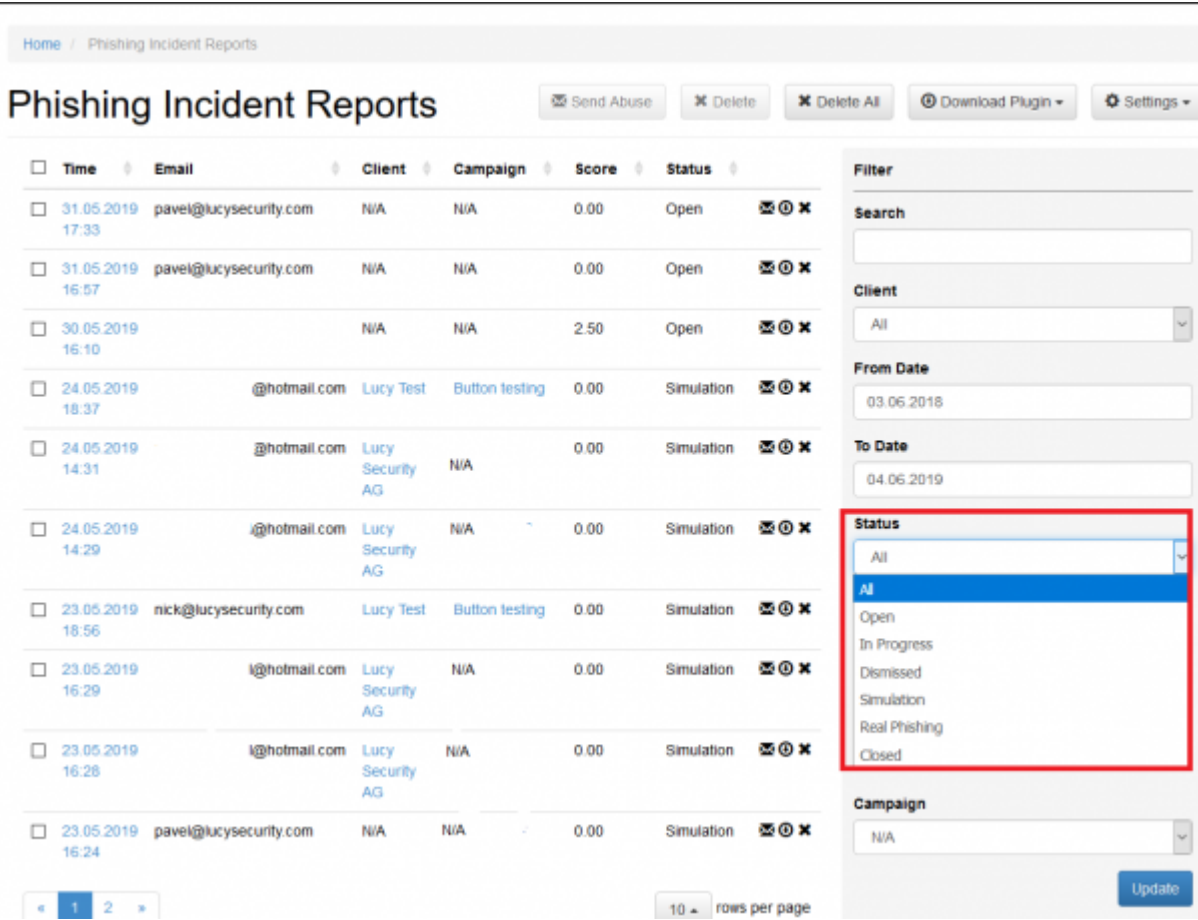 Home / Phishing Incident Reports
Phishing Incident Reports
Send Abuse
Delete
Delete All
Download Plugin
Settings
Time Email Client Campaign Score Status
31.05.2019 pavel@lucysecurity.com N/A N/A 0.00 Open
17:33
31.05.2019 pavel@lucysecurity.com N/A N/A 0.00 Open
16:57
30.05.2019 N/A N/A 2.50 Open
16:10
24.05.2019 @hotmail.com Lucy Test Button testing 0.00 Simulation
18:37
24.05.2019 @hotmail.com Lucy N/A 0.00 Simulation
14:31 Security
AG
24.05.2019 @hotmail.com Lucy N/A 0.00 Simulation
14:29 Security
AG
23.05.2019 nick@lucysecurity.com Lucy Test Button testing 0.00 Simulation
18:56
23.05.2019 l@hotmail.com Lucy N/A 0.00 Simulation
16:29 Security
AG
23.05.2019 l@hotmail.com Lucy N/A 0.00 Simulation
16:28 Security
AG
23.05.2019 pavel@lucysecurity.com N/A N/A 0.00 Simulation
16:24
« 1 2 »
10 rows per page
Filter
Search
Client
All
From Date
03.06.2018
To Date
04.06.2019
Status
All
All
Open
In Progress
Dismissed
Simulation
Real Phishing
Closed
Campaign
N/A
Update